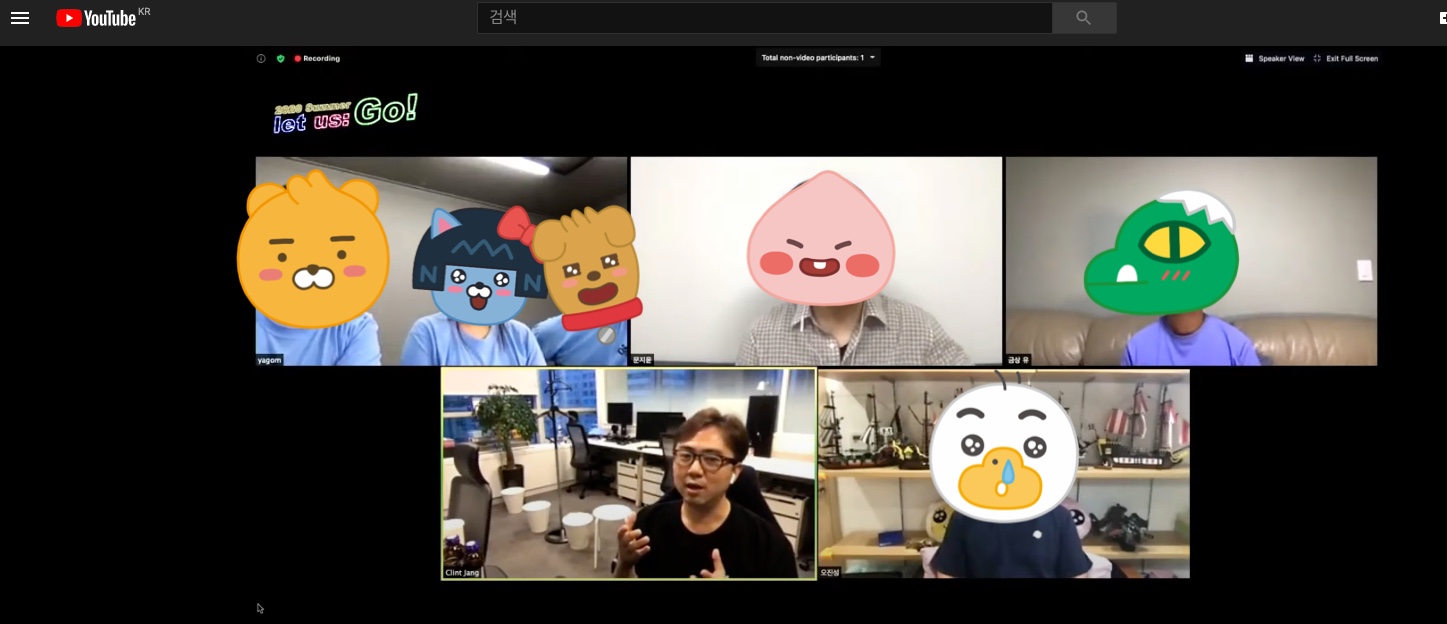 YouTube KR
검색
Recording
Total non-video participants: 1
Speaker View
Exit Full Screen
2020 Summer
let us: Go!
N N
yagom
문지윤
금상 유
Clint Jang
오진성